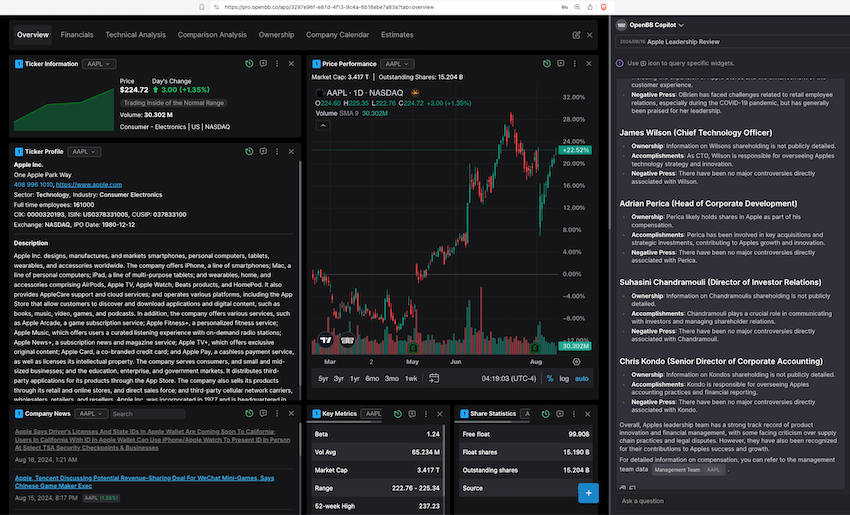 https://pro.openbb.co/app/3297e96f-e87d-4f13-9c4a-6b18ebe7a83a?tab=overview
Overview
Financials
Technical Analysis
Comparison Analysis
Ownership
Company Calendar
Estimates
1 Ticker Information AAPL
Price
$224.72
Day's Change
3.00 (+1.35%)
Trading Inside of the Normal Range
Volume: 30.302 M
Consumer - Electronics | US | NASDAQ
1 Ticker Profile AAPL
Apple Inc.
One Apple Park Way
408 996 1010, https://www.apple.com
Sector: Technology, Industry: Consumer Electronics
Full time employees: 161000
CIK: 0000320193, ISIN: US0378331005, CUSIP: 037833100
Exchange: NASDAQ, IPO Date: 1980-12-12
Description
Apple Inc. designs, manufactures, and markets smartphones, personal computers, tablets,
wearables, and accessories worldwide. The company offers iPhone, a line of smartphones; Mac, a
line of personal computers; iPad, a line of multi-purpose tablets; and wearables, home, and
accessories comprising AirPods, Apple TV, Apple Watch, Beats products, and HomePod. It also
provides AppleCare support and cloud services; and operates various platforms, including the App
Store that allow customers to discover and download applications and digital content, such as
books, music, video, games, and podcasts. In addition, the company offers various services, such
as Apple Arcade, a game subscription service; Apple Fitness+, a personalized fitness service;
Apple Music, which offers users a curated listening experience with on-demand radio stations;
Apple News+, a subscription news and magazine service; Apple TV+, which offers exclusive
original content; Apple Card, a co-branded credit card; and Apple Pay, a cashless payment service,
as well as licenses its intellectual property. The company serves consumers, and small and mid-
sized businesses; and the education, enterprise, and government markets. It distributes third-
party applications for its products through the App Store. The company also sells its products
through its retail and online stores, and direct sales force; and third-party cellular network carriers,
wholesalers, retailers, and resellers. Apple Inc. was incorporated in 1977 and is headquartered in
1 Company News AAPL
Search
Apple Says Driver's Licenses And State IDs In Apple Wallet Are Coming Soon To California;
Users In California With ID In Apple Wallet Can Use iPhone/Apple Watch To Present ID In Person
At Select TSA Security Checkpoints & Businesses
Aug 16, 2024, 1:21 AM
Apple, Tencent Discussing Potential Revenue-Sharing Deal For WeChat Mini-Games, Says
Chinese Game Maker Exec
Aug 15, 2024, 8:17 PM AAPL (1.35%)
1 Price Performance AAPL
Market Cap: 3.417 T | Outstanding Shares: 15.204 B
AAPL · 1D · NASDAQ
O224.60 H225.35 L222.76 C224.72 +3.00 (+1.35%)
Volume SMA 9 30.302M
32.00%
28.00%
24.00%
+22.52%
20.00%
16.00%
12.00%
8.00%
4.00%
0.00%
−4.00%
−8.00%
30.302M
Mar
2
May
Jun
Aug
5yr 3yr 1yr 6mo 3mo 1wk
04:19:03 (UTC-4)
% log auto
1 Key Metrics AAPL
Beta 1.24
Vol Avg 65.234 M
Market Cap 3.417 T
Range 222.76 - 225.34
52-week High 237.23
1 Share Statistics A
Free float 99.908
Float shares 15.190 B
Outstanding shares 15.204 B
Source
+
OpenBB Copilot
2024/08/16 Apple Leadership Review
Use icon to query specific widgets.
customer experience.
Negative Press: OBrien has faced challenges related to retail employee
relations, especially during the COVID-19 pandemic, but has generally
been praised for her leadership.
James Wilson (Chief Technology Officer)
Ownership: Information on Wilsons shareholding is not publicly
detailed.
Accomplishments: As CTO, Wilson is responsible for overseeing Apples
technology strategy and innovation.
Negative Press: There have been no major controversies directly
associated with Wilson.
Adrian Perica (Head of Corporate Development)
Ownership: Perica likely holds shares in Apple as part of his
compensation.
Accomplishments: Perica has been involved in key acquisitions and
strategic investments, contributing to Apples growth and innovation.
Negative Press: There have been no major controversies directly
associated with Perica.
Suhasini Chandramouli (Director of Investor Relations)
Ownership: Information on Chandramoulis shareholding is not publicly
detailed.
Accomplishments: Chandramouli plays a crucial role in communicating
with investors and managing shareholder relations.
Negative Press: There have been no major controversies directly
associated with Chandramouli.
Chris Kondo (Senior Director of Corporate Accounting)
Ownership: Information on Kondos shareholding is not publicly
detailed.
Accomplishments: Kondo is responsible for overseeing Apples
accounting practices and financial reporting.
Negative Press: There have been no major controversies directly
associated with Kondo.
Overall, Apples leadership team has a strong track record of product
innovation and financial management, with some facing criticism over supply
chain practices and legal disputes. However, they have also been recognized
for their contributions to Apples success and growth.
For detailed information on compensation, you can refer to the management
team data Management Team AAPL .
Ask a question